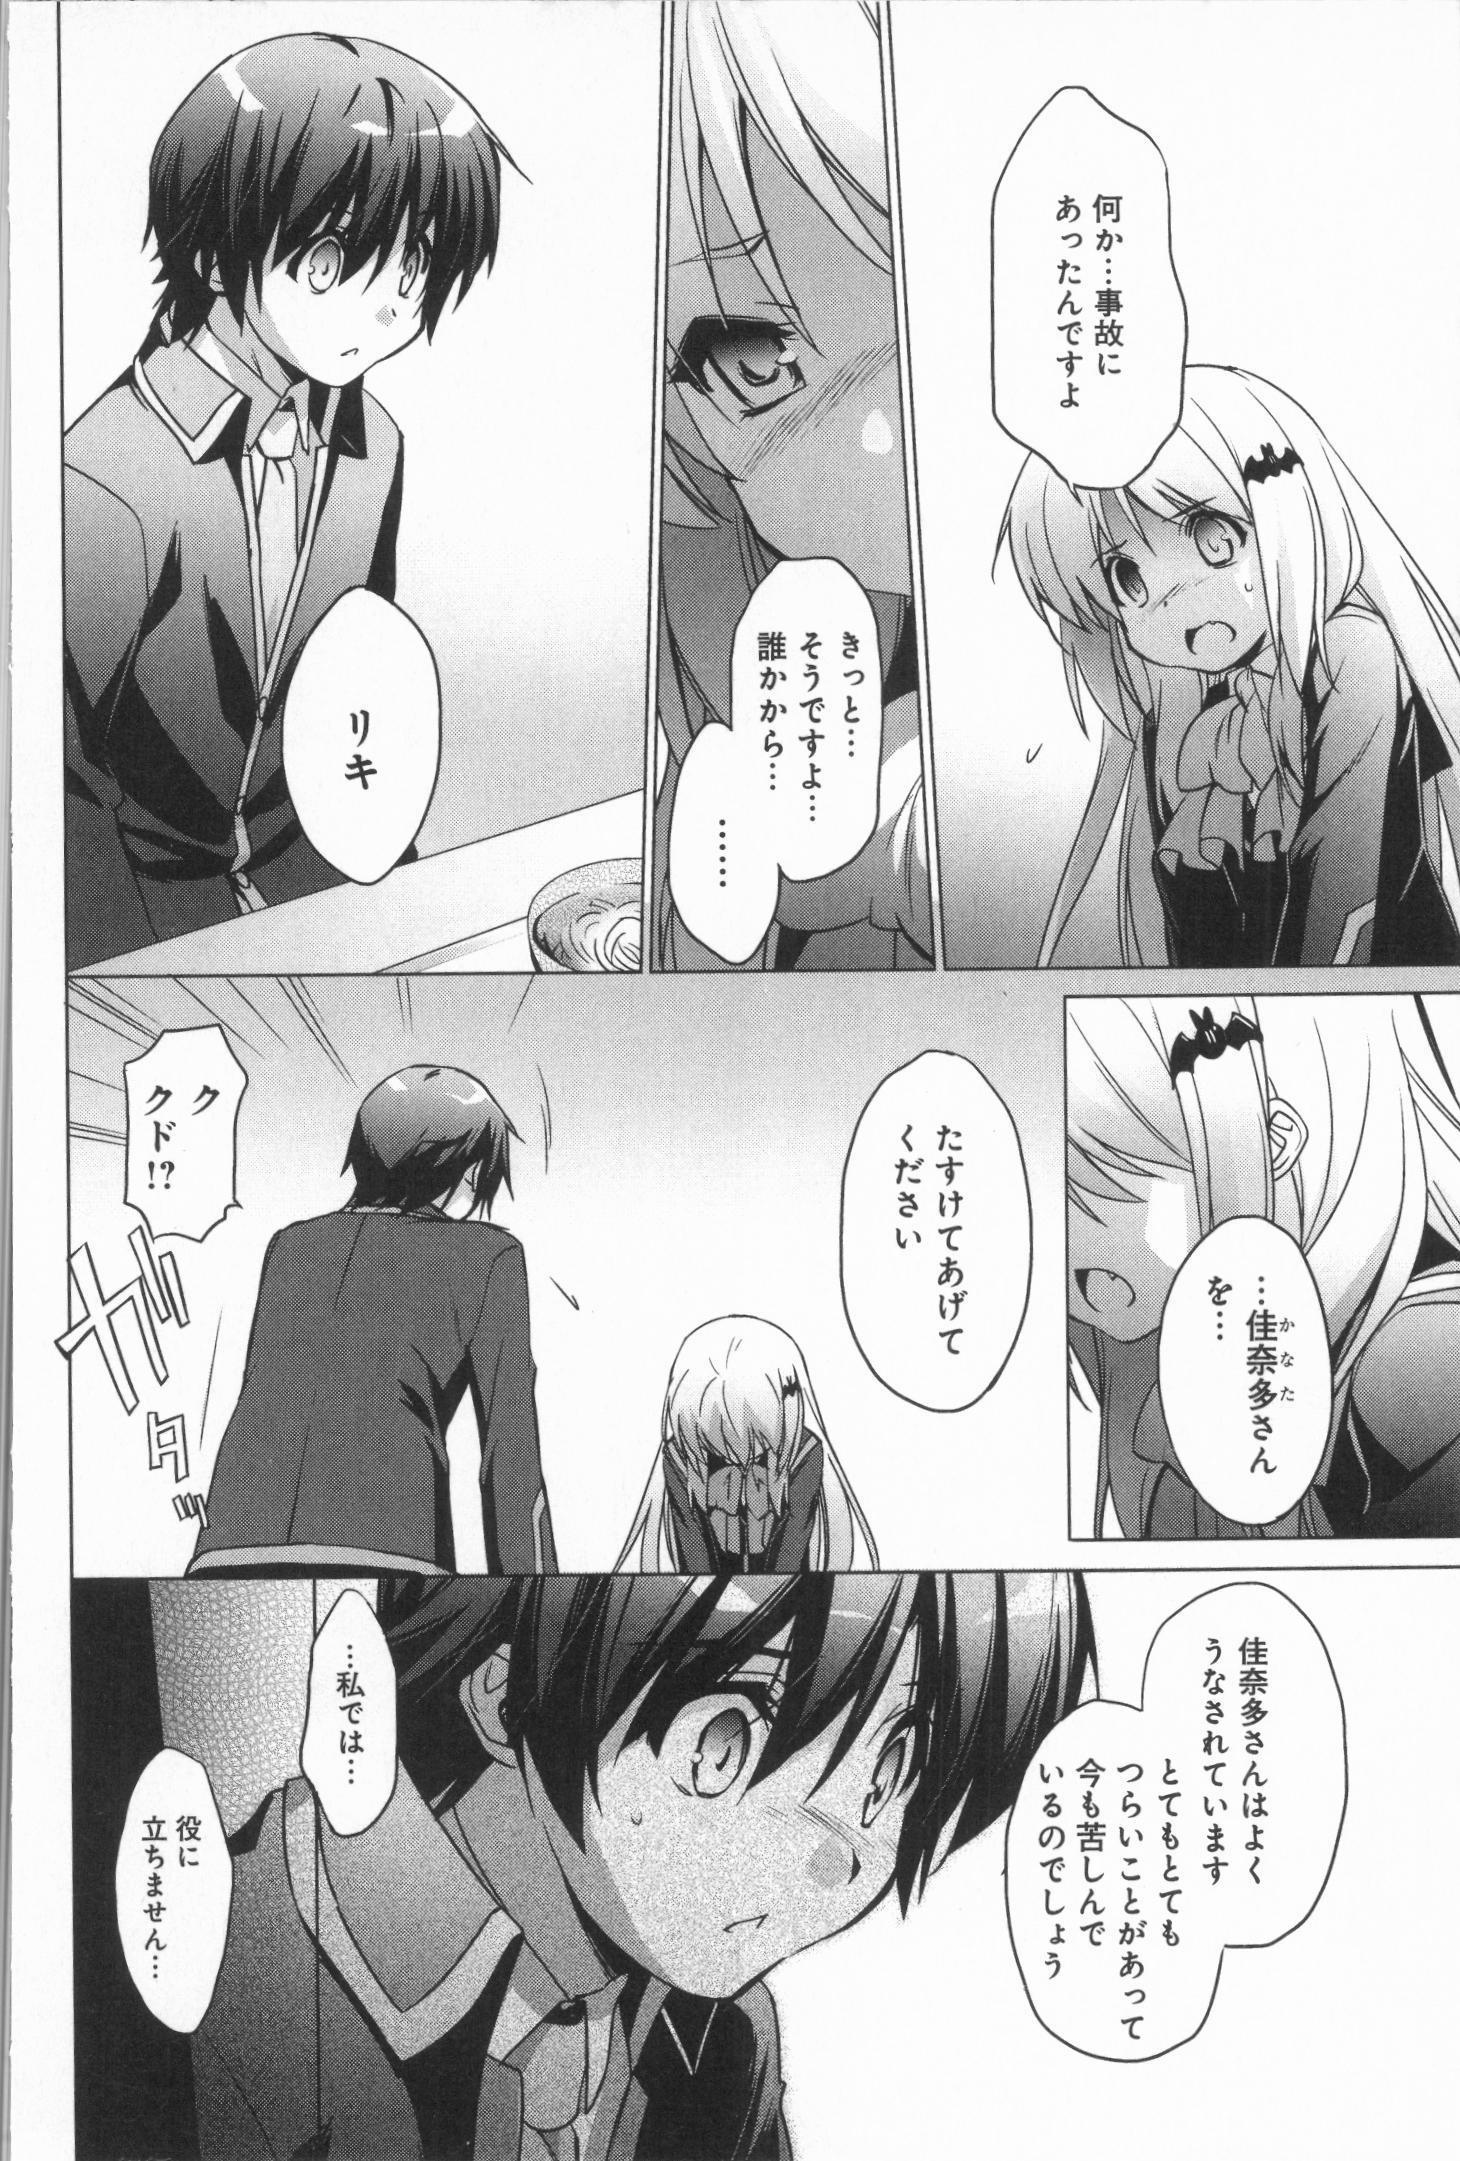 何か…事故に
あったんですよ
きっと…
そうですよ…
誰かから…
……
リキ
…佳奈多さん
かなた
を…
たすけてあげて
ください
ク
クド!?
ガタッ
佳奈多さんはよく
うなされています
とてもとても
つらいことがあって
今も苦しんで
いるのでしょう
…私では…
役に
立ちません…